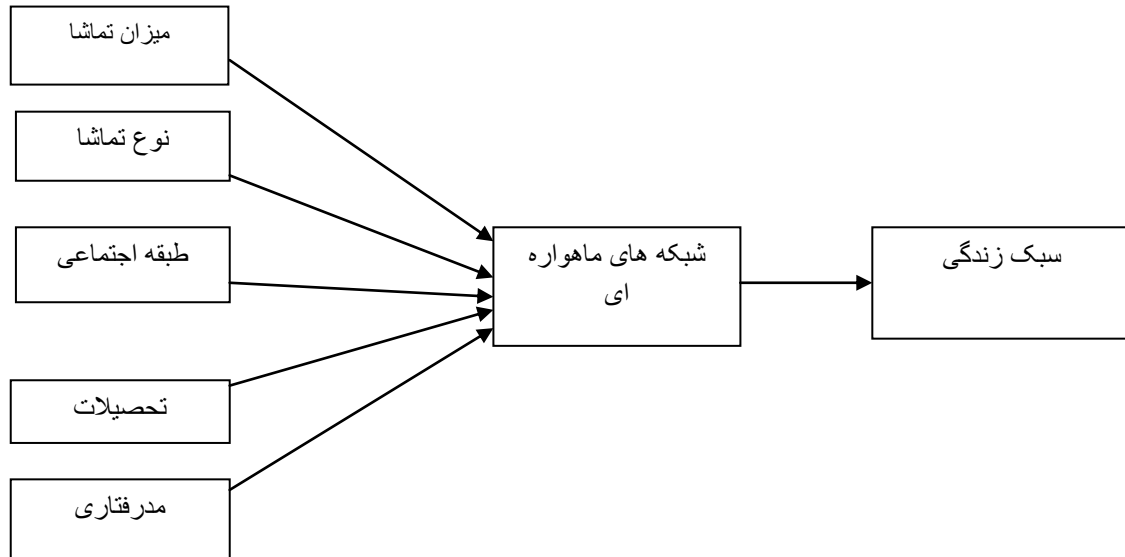 میزان تماشا
نوع تماشا
طبقه اجتماعی
تحصیلات
مدرفتاری
شبکه های ماهواره
ای
سبک زندگی